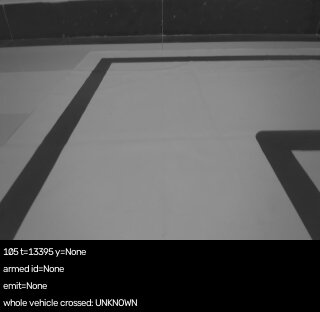 105 t=13395 y=None
armed id=None
emit=None
whole vehicle crossed: UNKNOWN